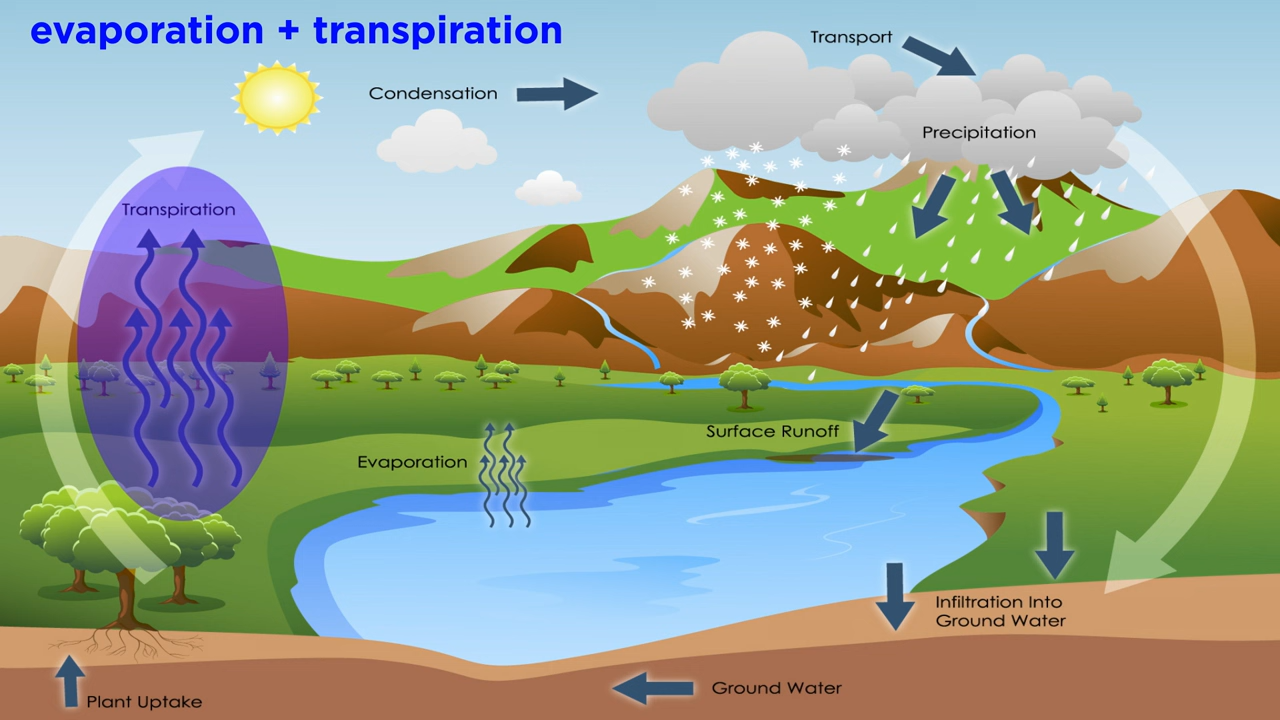 evaporation + transpiration
Transport
Condensation
Precipitation
Transpiration
Surface Runoff
Evaporation
Infiltration Into
Ground Water
Ground Water
Plant Uptake